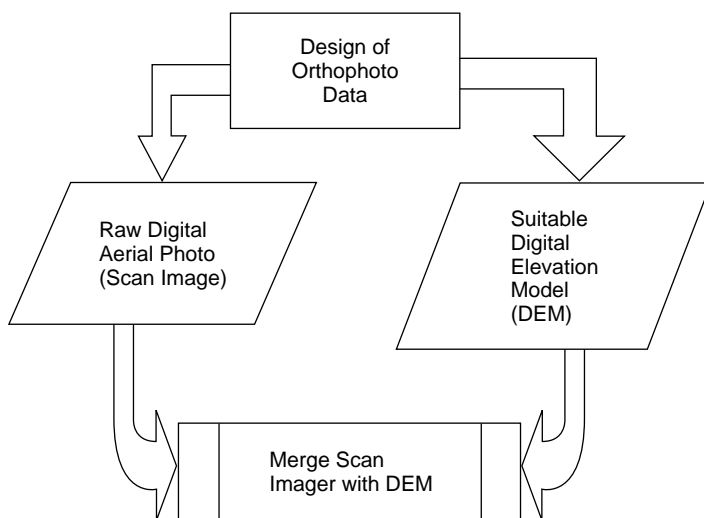 Design of
Orthophoto
Data
Raw Digital
Aerial Photo
(Scan Image)
Suitable
Digital
Elevation
Model
(DEM)
Merge Scan
Imager with DEM